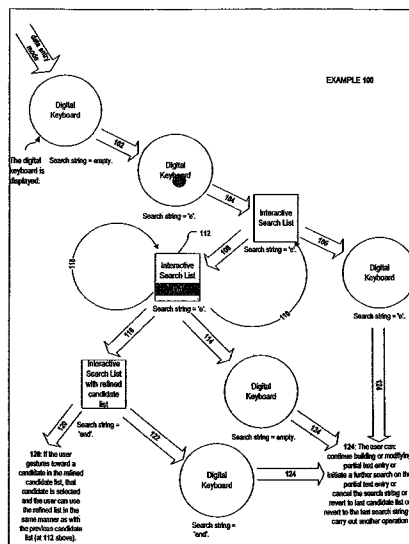 data entry
mode
EXAMPLE 100
Digital
Keyboard
102
The digital
keyboard is
displayed.
Search string = empty.
Digital
Keyboard
104
Search string = 'e'.
Interactive
Search List
112
108
106
Search string = 'e'.
118
Interactive
Search List
110
Digital
Keyboard
Search string = 'e'.
Search string = 'e'.
116
114
Interactive
Search List
with refined
candidate
list
Digital
Keyboard
Search string =
'end'.
Search string = empty.
120
122
124
124: The user can:
continue building or modifying
partial text entry or
initiate a further search on the
partial text entry or
cancel the search string or
revert to last candidate list or
revert to the last search string
carry out another operation
120: If the user
gestures toward a
candidate in the refined
candidate list, that
candidate is selected
and the user can use
the refined list in the
same manner as with
the previous candidate
list (at 112 above).
Digital
Keyboard
124
Search string =
'end'.